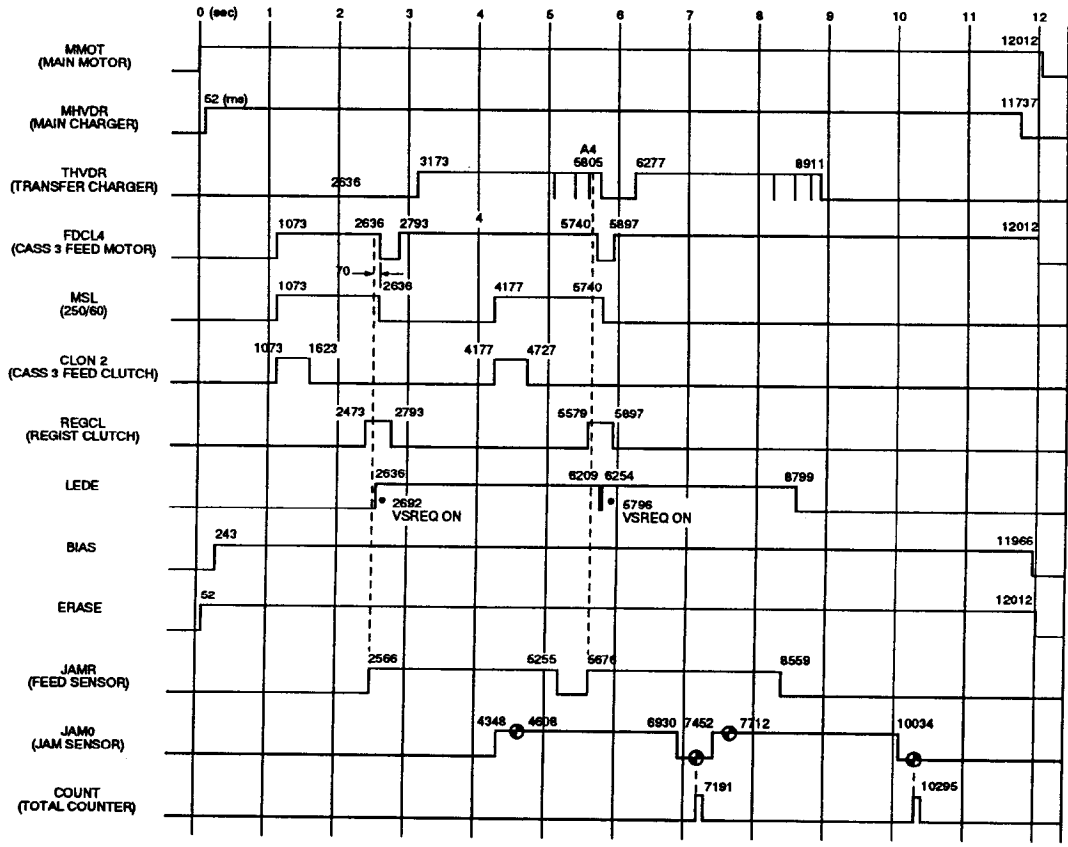 0 (sec) 1 2 3 4 5 6 7 8 9 10 11 12
MMOT
(MAIN MOTOR)
12012
MHVDR
(MAIN CHARGER)
52 (ms) 11737
THVDR
(TRANSFER CHARGER)
2636 3173 A4 5805 6277 8911
FDCL4
(CASS 3 FEED MOTOR)
1073 2636 2793 4 5740 5897 12012
70
MSL
(250/60)
1073 2636 4177 5740
CLON 2
(CASS 3 FEED CLUTCH)
1073 1623 4177 4727
REGCL
(REGIST CLUTCH)
2473 2793 5579 5897
LEDE
2636 6209 6254 8799
2692
VSREQ ON
5796
VSREQ ON
BIAS
243 11966
ERASE
52 12012
JAMR
(FEED SENSOR)
2566 5255 5676 8559
JAM0
(JAM SENSOR)
4348 4608 6930 7452 7712 10034
COUNT
(TOTAL COUNTER)
7191 10295